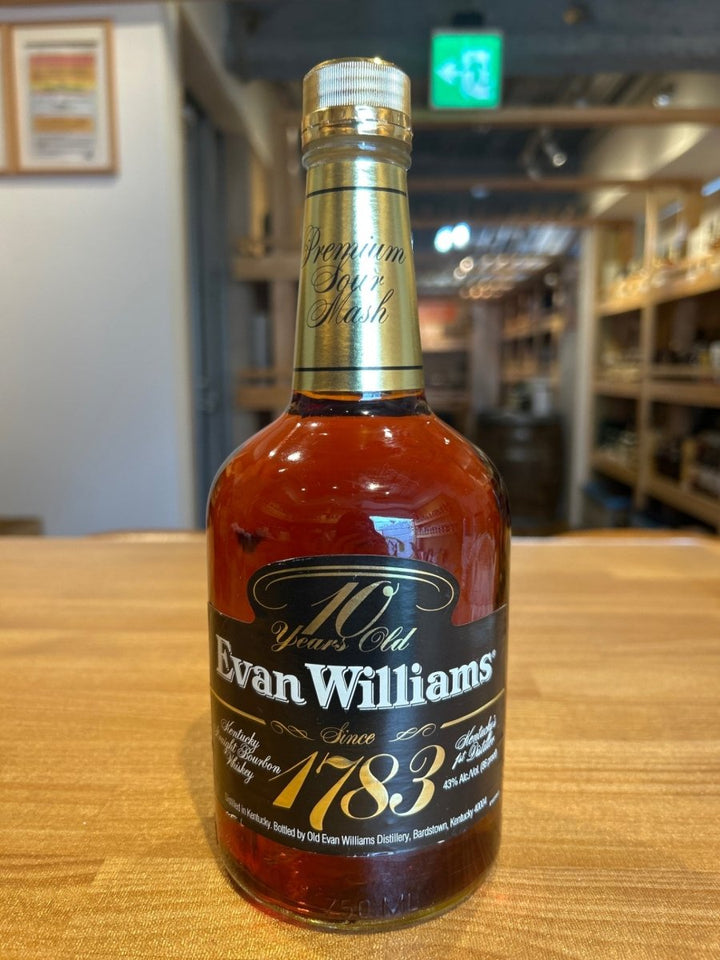 Premium
Sour
Mash
10
Years Old
Evan Williams®
Since
1783
Kentucky
Straight Bourbon
Whiskey
Kentucky's
1st Distiller
43% Alc./Vol. (86 proof)
Distilled in Kentucky. Bottled by Old Evan Williams Distillery, Bardstown, Kentucky 40004
750 ML